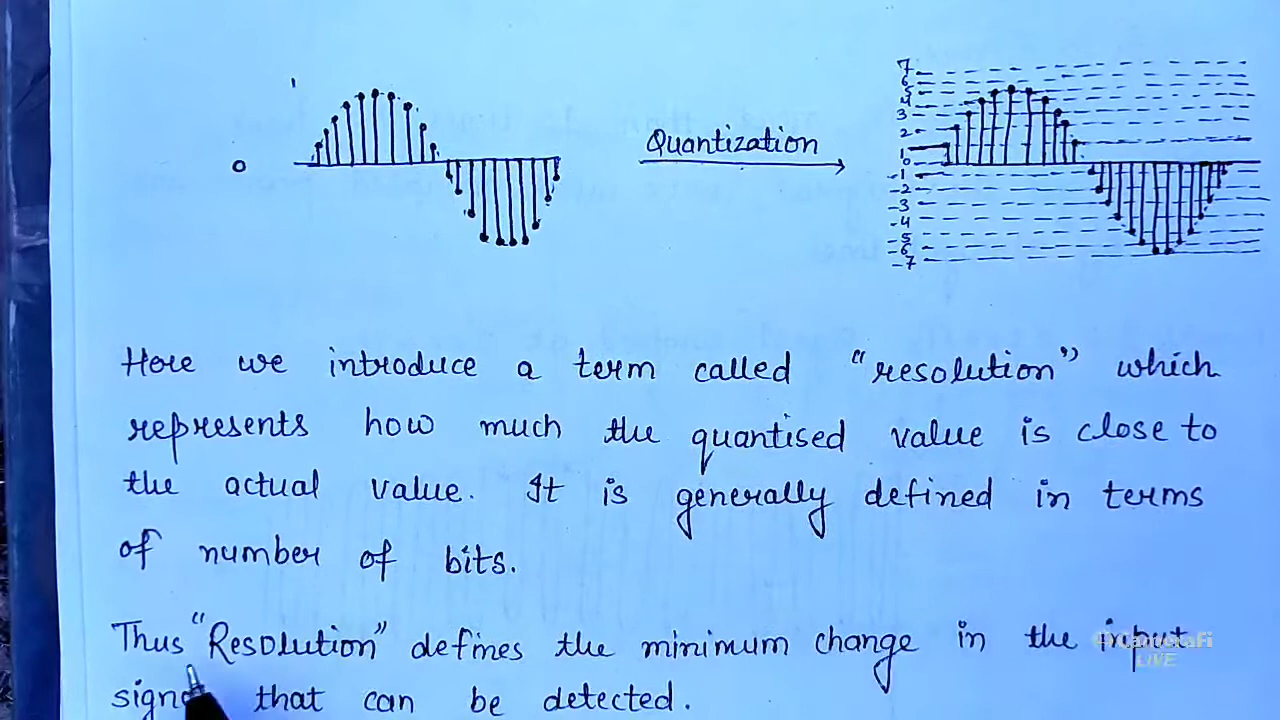 0
Quantization
7
6
5
4
3
2
1
0
-1
-2
-3
-4
-5
-6
-7
Here we introduce a term called "resolution" which
represents how much the quantised value is close to
the actual value. It is generally defined in terms
of number of bits.
Thus "Resolution" defines the minimum change in the input
that can be detected.
CameraFi
LIVE